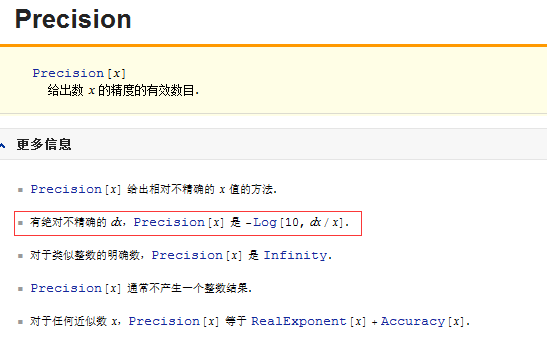 Precision
Precision[x]
给出数 x 的精度的有效数目.
更多信息
Precision[x] 给出相对不精确的 x 值的方法.
有绝对不精确的 dx, Precision[x] 是 -Log[10, dx/x].
对于类似整数的明确数, Precision[x] 是 Infinity.
Precision[x] 通常不产生一个整数结果.
对于任何近似数 x, Precision[x] 等于 RealExponent[x] + Accuracy[x].